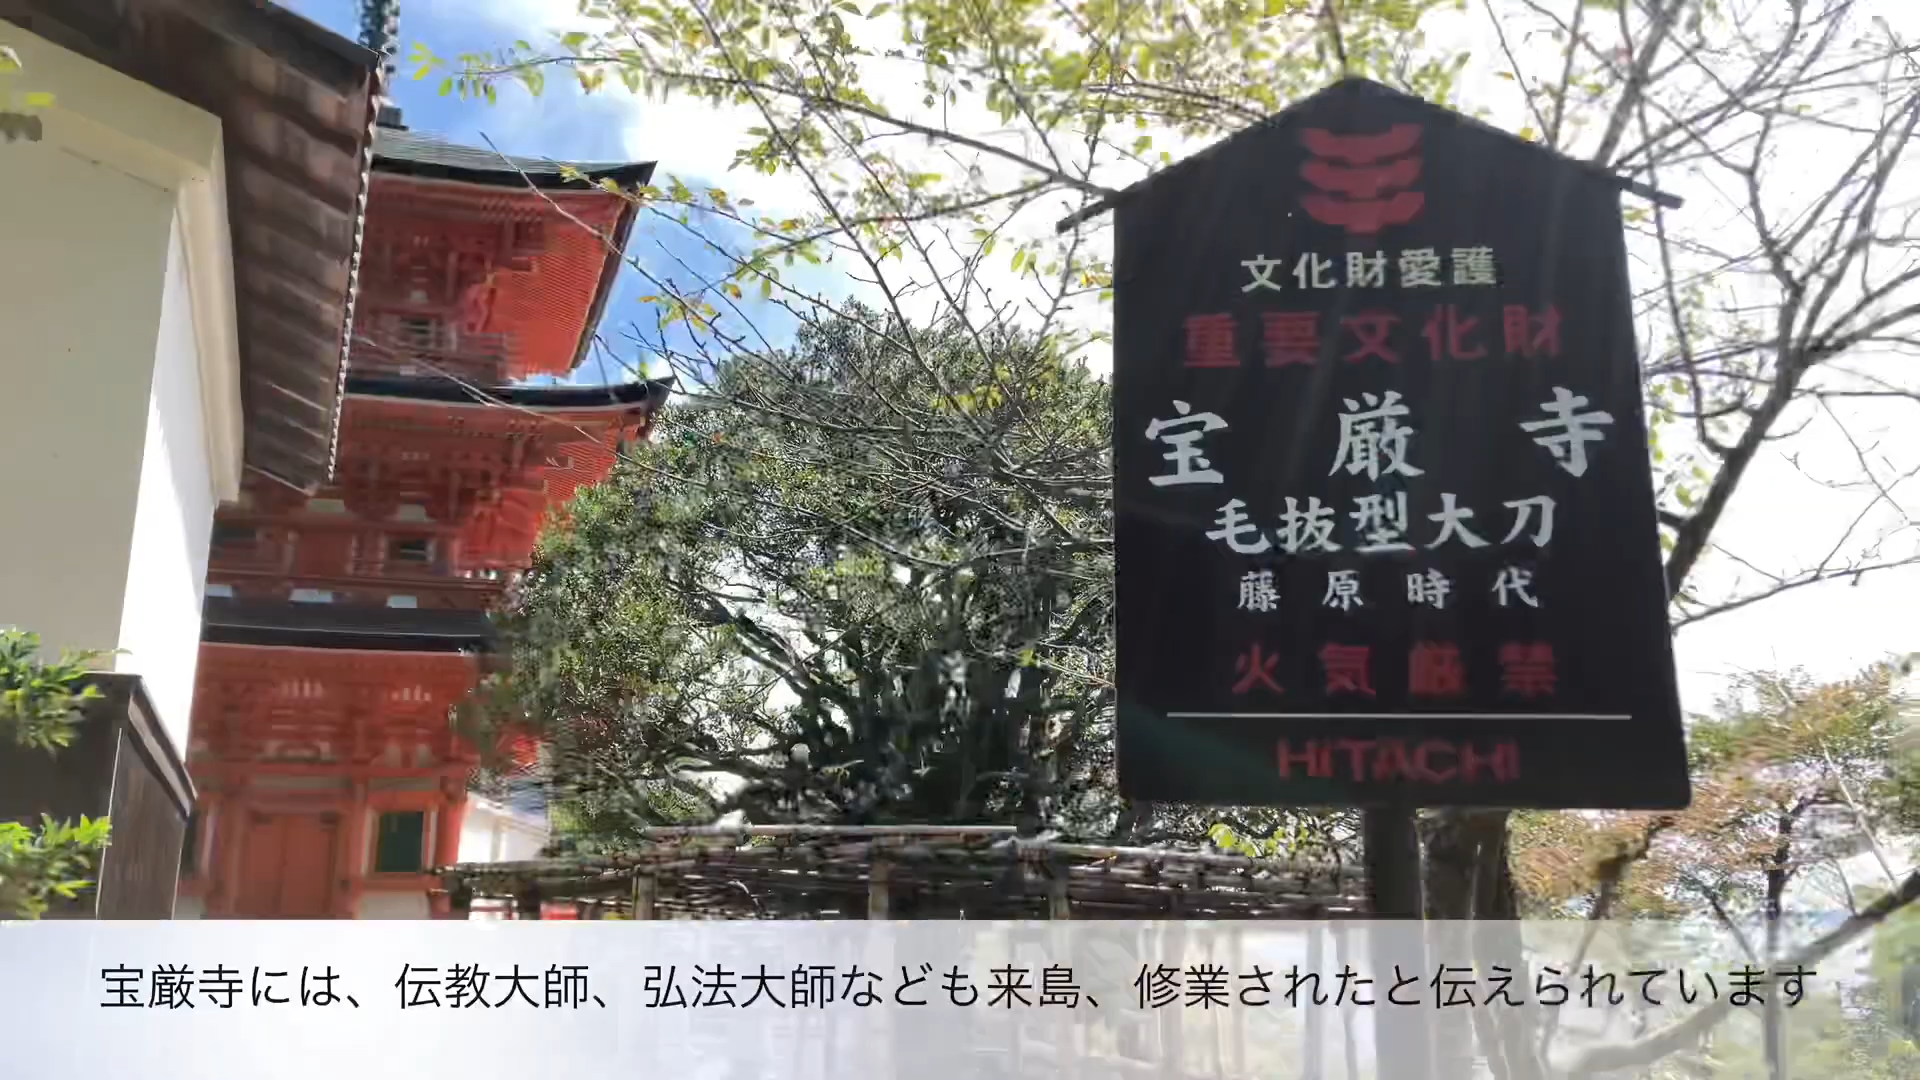 文化財愛護
重要文化財
宝厳寺
毛抜型大刀
藤原時代
火気厳禁
HITACHI
宝厳寺には、伝教大師、弘法大師なども来島、修業されたと伝えられています